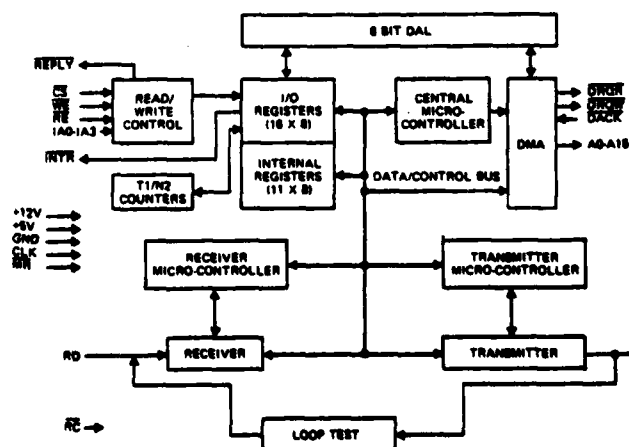 8 BIT DAL
REPLY
CS
WE
RE
IA0-IA3
READ/
WRITE
CONTROL
I/O
REGISTERS
(16 X 8)
CENTRAL
MICRO-
CONTROLLER
DMA
DRQI
DRQO
DACK
A0-A15
INTR
INTERNAL
REGISTERS
(11 X 8)
DATA/CONTROL BUS
T1/N2
COUNTERS
+12V
+5V
GND
CLK
MR
RECEIVER
MICRO-CONTROLLER
TRANSMITTER
MICRO-CONTROLLER
RD
RECEIVER
TRANSMITTER
RC
LOOP TEST